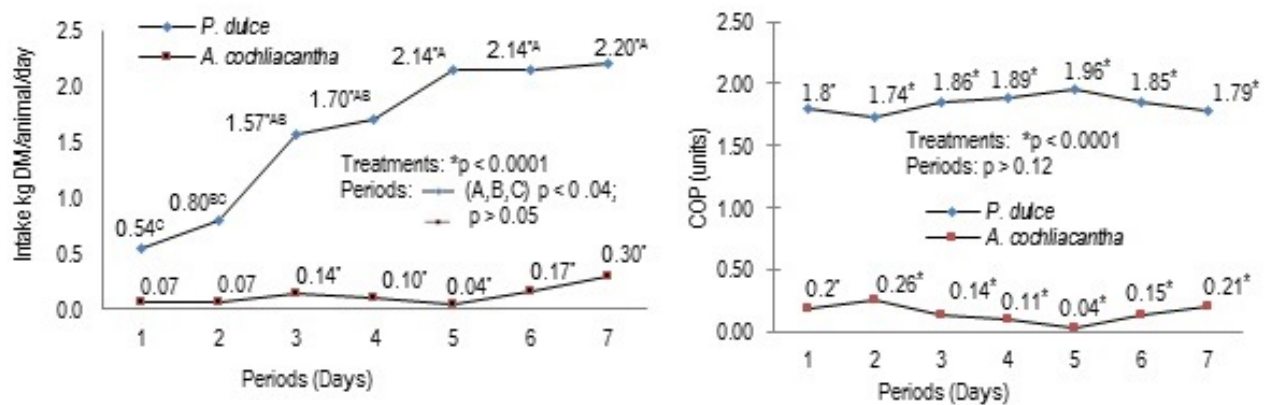 P. dulce
A. cochliacantha
2.5
2.0
1.5
1.0
0.5
0.0
Intake kg DM/animal/day
0.54ᶜ
0.80ᴮᶜ
1.57*ᴬᴮ
1.70*ᴬᴮ
2.14*ᴬ
2.14*ᴬ
2.20*ᴬ
Treatments: *p < 0.0001
Periods: (A,B,C) p < 0 .04;
p > 0.05
0.07
0.07
0.14*
0.10*
0.04*
0.17*
0.30*
1 2 3 4 5 6 7
Periods (Days)
2.50
2.00
1.50
1.00
0.50
0.00
COP (units)
1.8*
1.74*
1.86*
1.89*
1.96*
1.85*
1.79*
Treatments: *p < 0.0001
Periods: p > 0.12
P. dulce
A. cochliacantha
0.2*
0.26*
0.14*
0.11*
0.04*
0.15*
0.21*
1 2 3 4 5 6 7
Periods (Days)